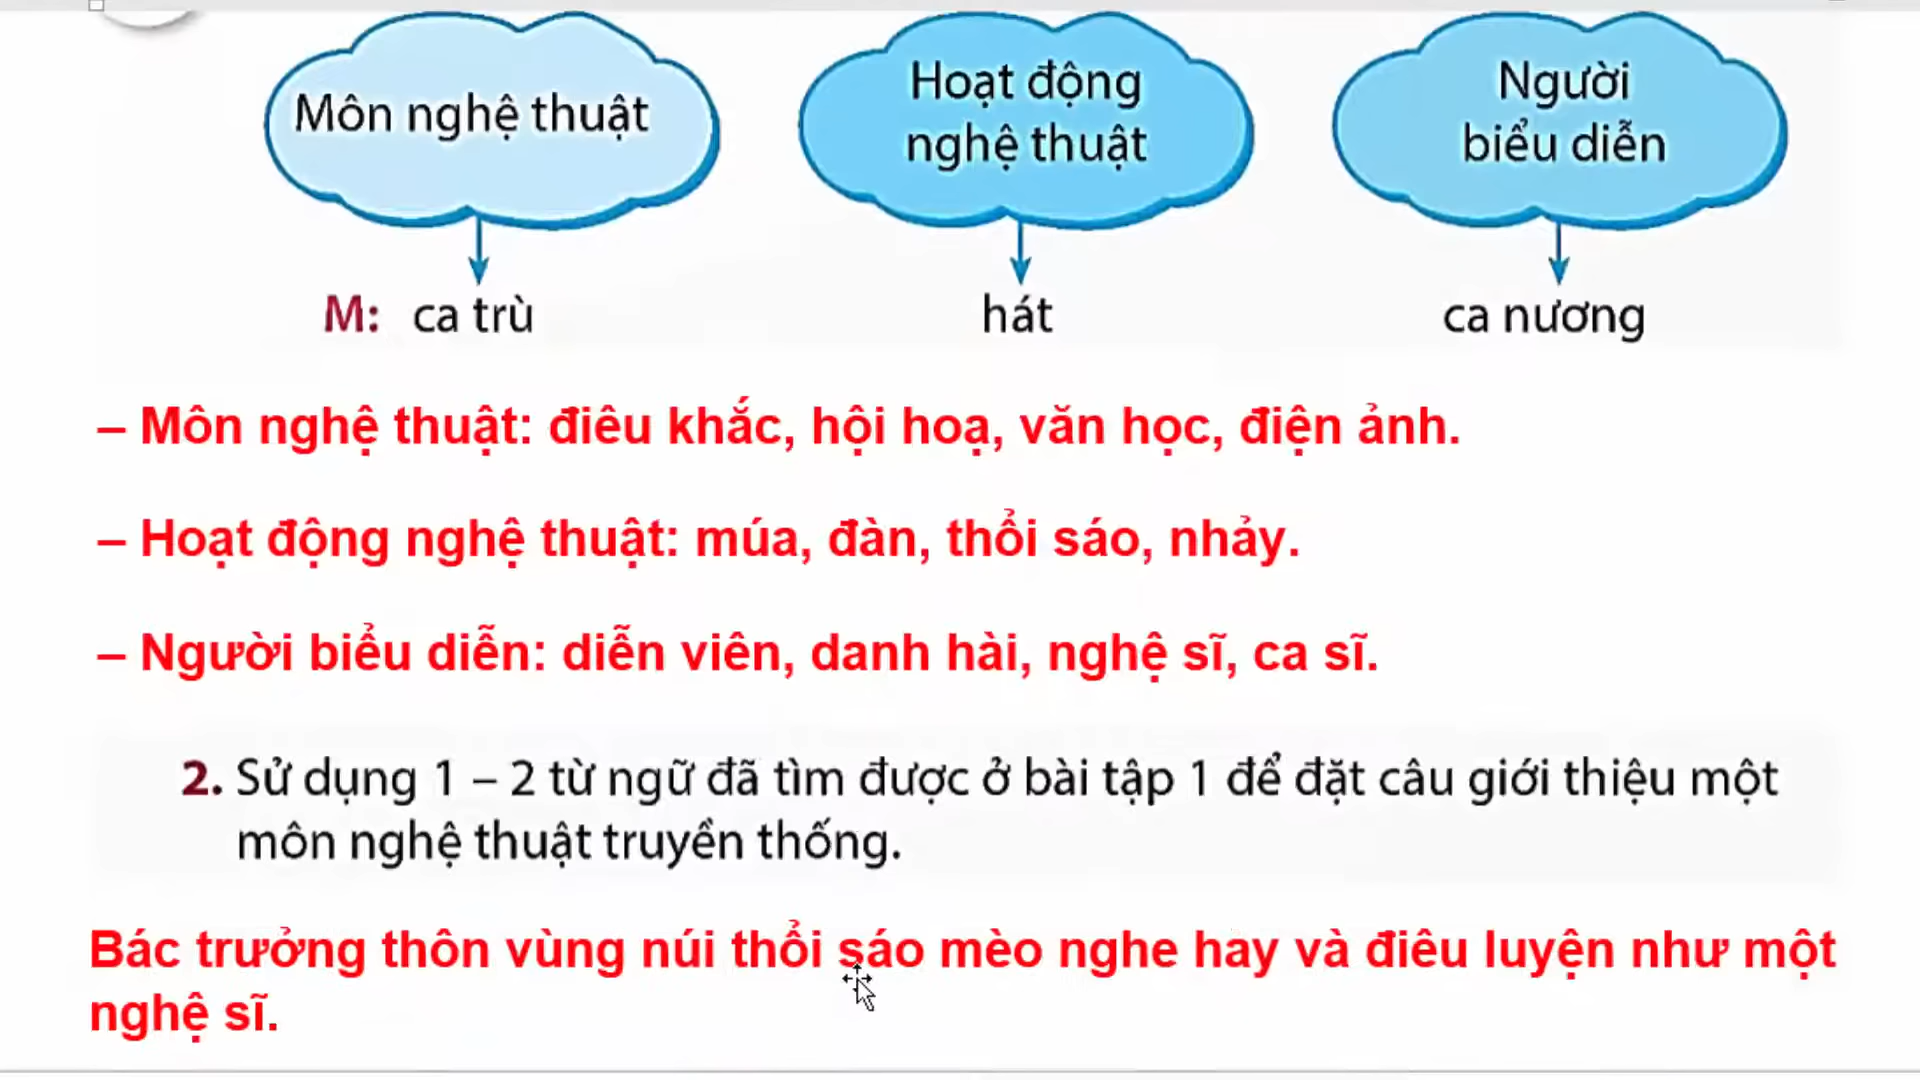 Môn nghệ thuật
Hoạt động
nghệ thuật
Người
biểu diễn
M: ca trù
hát
ca nương
– Môn nghệ thuật: điêu khắc, hội hoạ, văn học, điện ảnh.
– Hoạt động nghệ thuật: múa, đàn, thổi sáo, nhảy.
– Người biểu diễn: diễn viên, danh hài, nghệ sĩ, ca sĩ.
2. Sử dụng 1 – 2 từ ngữ đã tìm được ở bài tập 1 để đặt câu giới thiệu một
môn nghệ thuật truyền thống.
Bác trưởng thôn vùng núi thổi sáo mèo nghe hay và điêu luyện như một
nghệ sĩ.